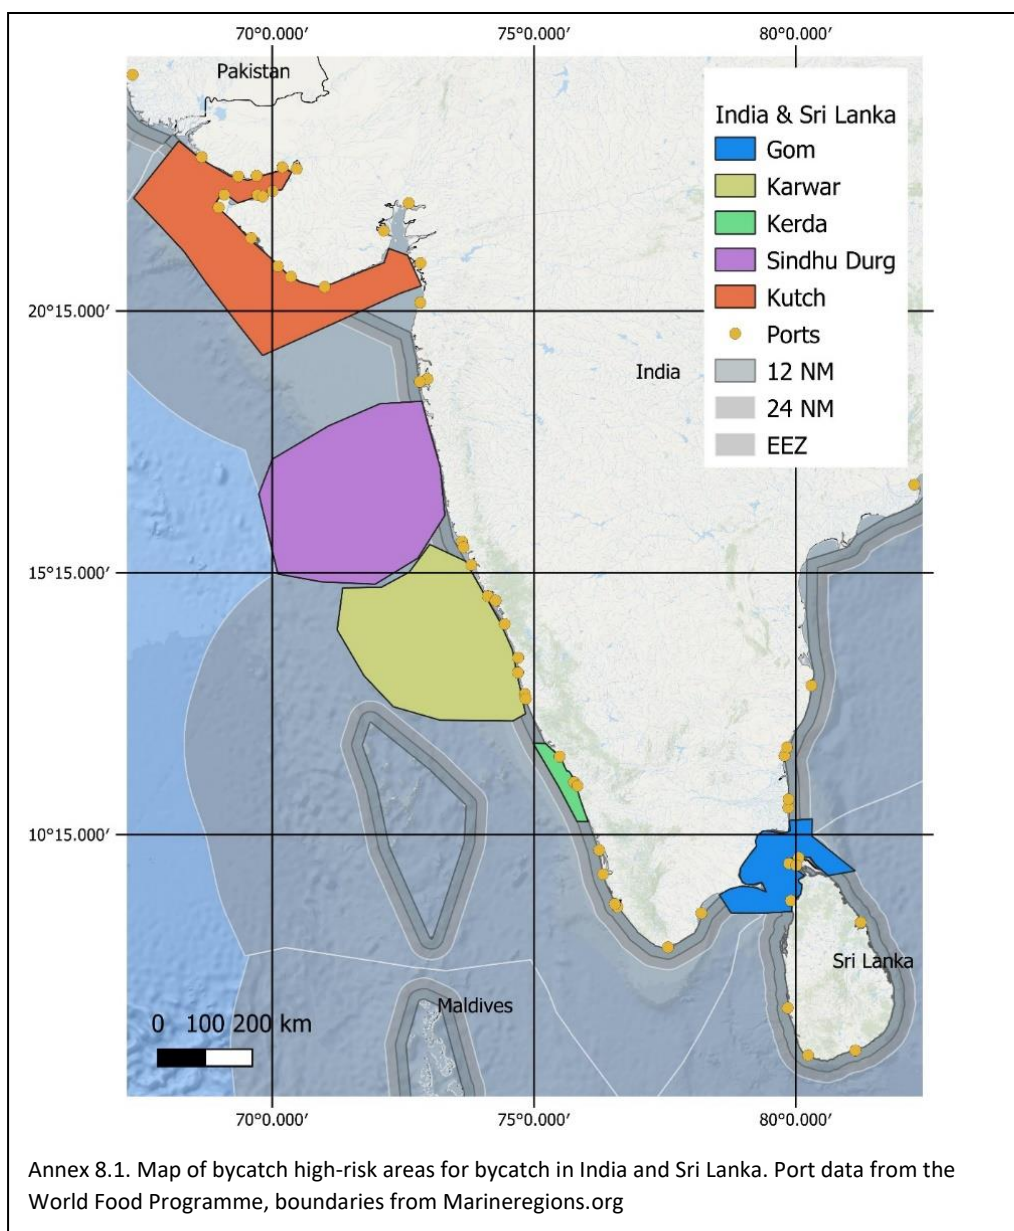 70°0.000′ 75°0.000′ 80°0.000′
Pakistan
India & Sri Lanka
Gom
Karwar
Kerda
Sindhu Durg
Kutch
Ports
12 NM
24 NM
EEZ
20°15.000′
India
15°15.000′
10°15.000′
Sri Lanka
Maldives
0 100 200 km
70°0.000′ 75°0.000′ 80°0.000′
Annex 8.1. Map of bycatch high-risk areas for bycatch in India and Sri Lanka. Port data from the
World Food Programme, boundaries from Marineregions.org